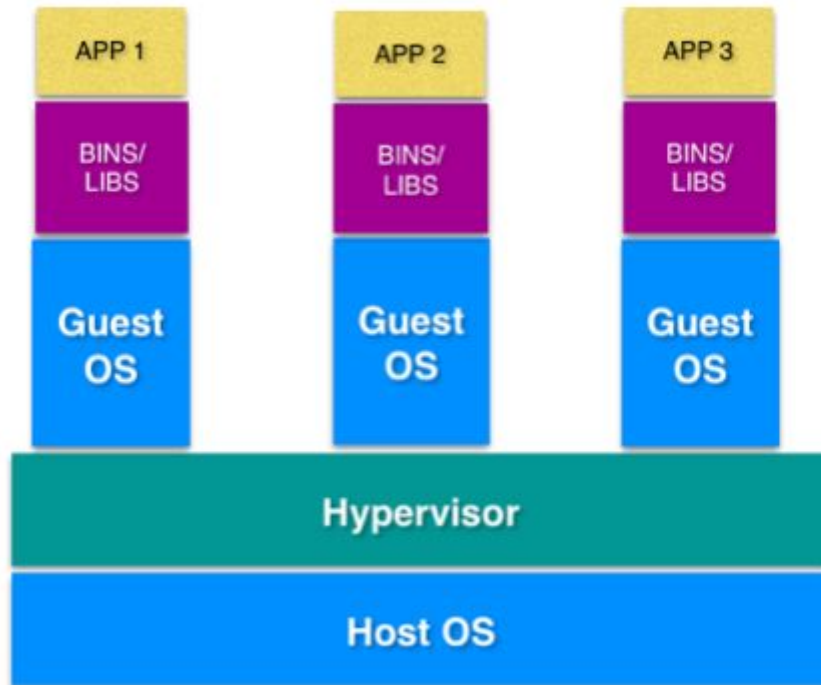 APP 1
APP 2
APP 3
BINS/
LIBS
BINS/
LIBS
BINS/
LIBS
Guest
OS
Guest
OS
Guest
OS
Hypervisor
Host OS